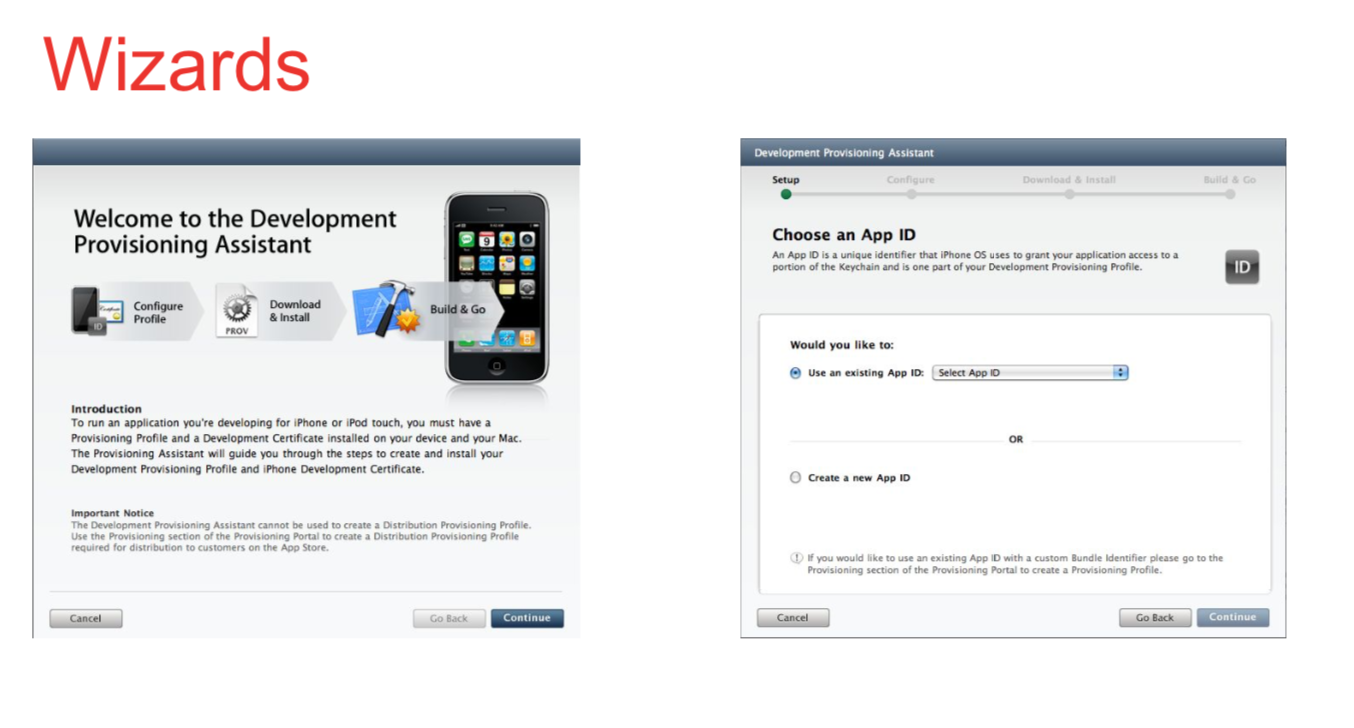 Wizards
Welcome to the Development
Provisioning Assistant
Configure
Profile
ID
PROV
Download
& Install
Build & Go
9
Introduction
To run an application you're developing for iPhone or iPod touch, you must have a
Provisioning Profile and a Development Certificate installed on your device and your Mac.
The Provisioning Assistant will guide you through the steps to create and install your
Development Provisioning Profile and iPhone Development Certificate.
Important Notice
The Development Provisioning Assistant cannot be used to create a Distribution Provisioning Profile.
Use the Provisioning section of the Provisioning Portal to create a Distribution Provisioning Profile
required for distribution to customers on the App Store.
Cancel
Go Back
Continue
Development Provisioning Assistant
Setup Configure Download & Install Build & Go
Choose an App ID
An App ID is a unique identifier that iPhone OS uses to grant your application access to a
portion of the Keychain and is one part of your Development Provisioning Profile.
ID
Would you like to:
Use an existing App ID: Select App ID
OR
Create a new App ID
If you would like to use an existing App ID with a custom Bundle Identifier please go to the
Provisioning section of the Provisioning Portal to create a Provisioning Profile.
Cancel
Go Back
Continue